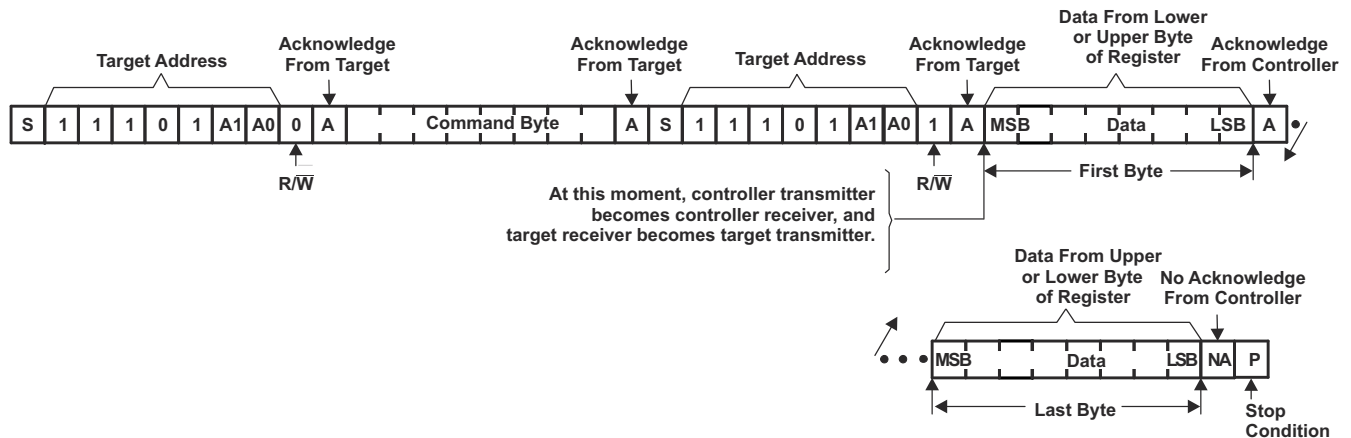 Data From Lower
or Upper Byte
of Register
Acknowledge
From Target
Acknowledge
From Target
Acknowledge
From Target
Acknowledge
From Controller
Target Address
Target Address
S 1 1 1 0 1 A1 A0 0 A Command Byte A S 1 1 1 0 1 A1 A0 1 A MSB Data LSB A
R/W̅
R/W̅
First Byte
At this moment, controller transmitter
becomes controller receiver, and
target receiver becomes target transmitter.
Data From Upper
or Lower Byte
of Register
No Acknowledge
From Controller
MSB Data LSB NA P
Last Byte
Stop
Condition